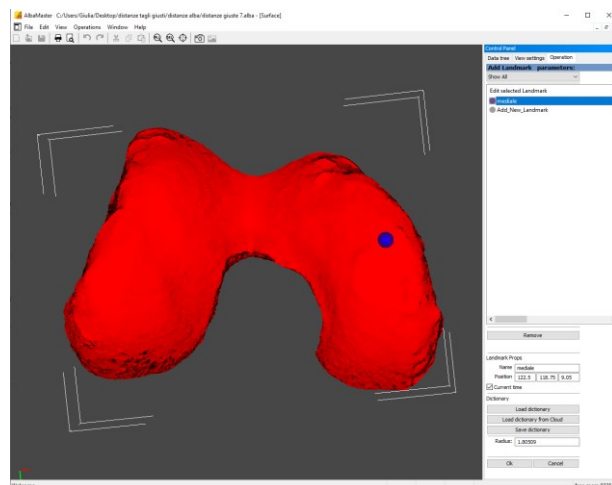 AlbaMaster C:/Users/Giulia/Desktop/distanze tagli giusti/distanze alba/distanze giuste 7.alba - [Surface]
File Edit View Operations Window Help
Control Panel
Data tree View settings Operation
Add Landmark parameters:
Show All
Edit selected Landmark
mediale
Add_New_Landmark
Remove
Landmark Props
Name mediale
Position 122.5 118.75 9.05
Current time
Dictionary
Load dictionary
Load dictionary from Cloud
Save dictionary
Radius: 1.80509
Ok Cancel